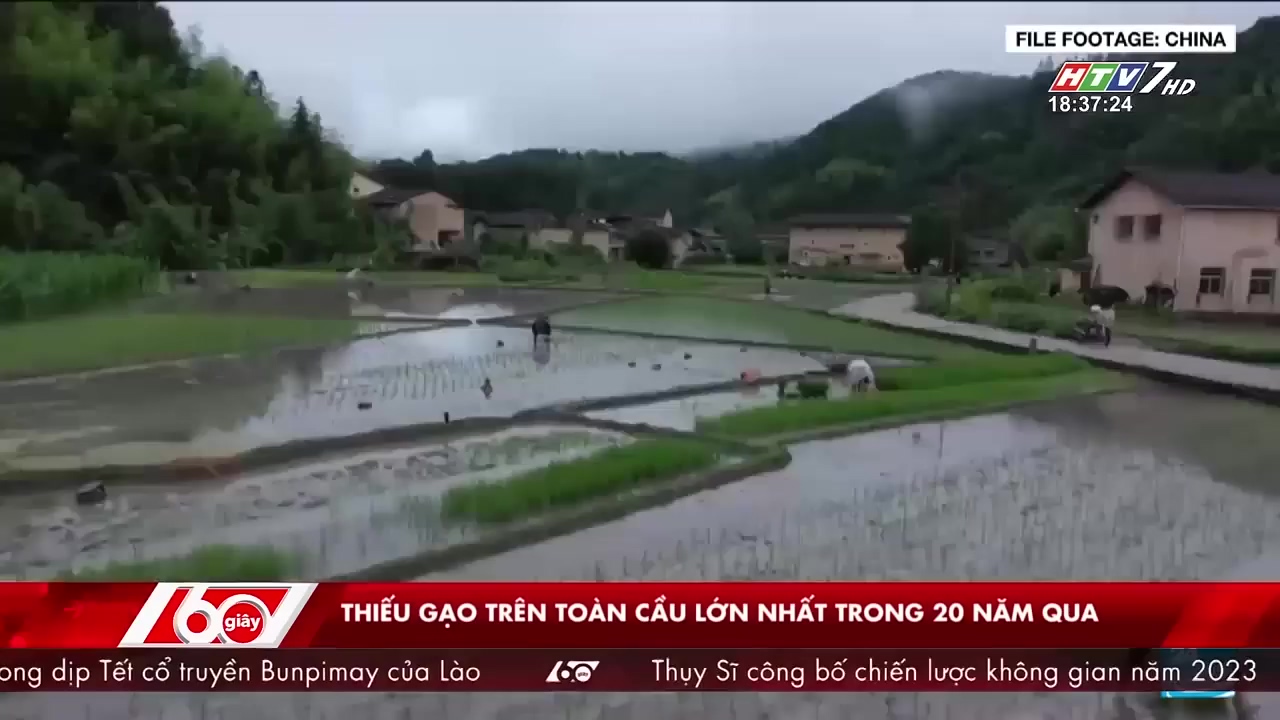 FILE FOOTAGE: CHINA
HTV7 HD
18:37:24
60 giây
THIẾU GẠO TRÊN TOÀN CẦU LỚN NHẤT TRONG 20 NĂM QUA
ong dịp Tết cổ truyền Bunpimay của Lào 60 giây Thụy Sĩ công bố chiến lược không gian năm 2023